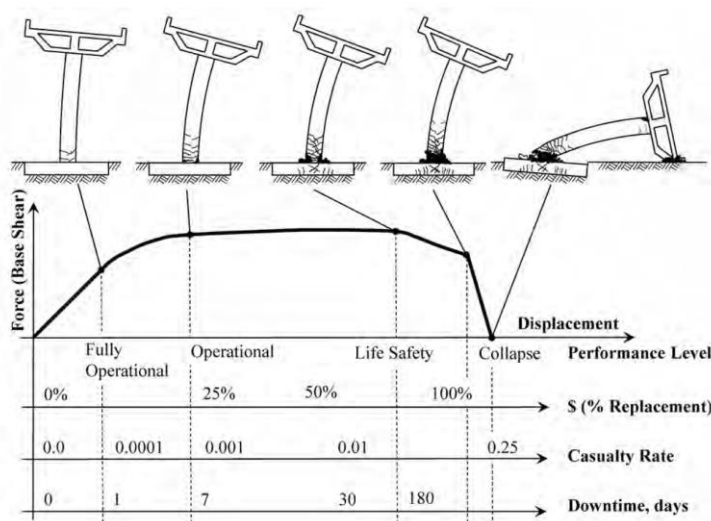 Force (Base Shear)
Displacement
Fully
Operational
Operational
Life Safety
Collapse
Performance Level
0% 25% 50% 100% $ (% Replacement)
0.0 0.0001 0.001 0.01 0.25 Casualty Rate
0 1 7 30 180 Downtime, days